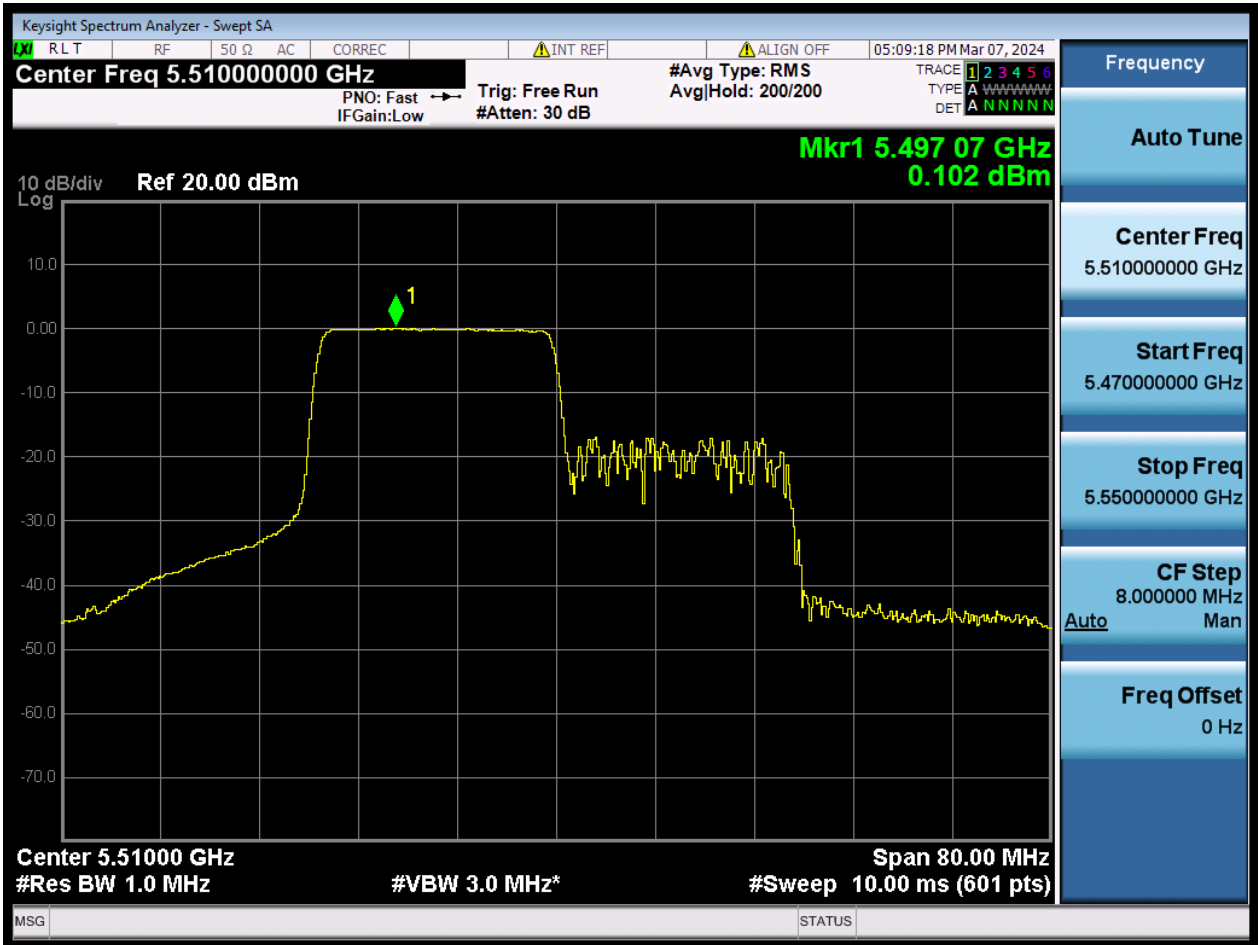 Keysight Spectrum Analyzer - Swept SA
LXI RLT RF 50 Ω AC CORREC INT REF ALIGN OFF 05:09:18 PM Mar 07, 2024
Center Freq 5.510000000 GHz
PNO: Fast
IFGain:Low
Trig: Free Run
#Atten: 30 dB
#Avg Type: RMS
Avg|Hold: 200/200
TRACE 1 2 3 4 5 6
TYPE A WWWWW
DET A N N N N N
Mkr1 5.497 07 GHz
0.102 dBm
10 dB/div Ref 20.00 dBm
Log
10.0
0.00
-10.0
-20.0
-30.0
-40.0
-50.0
-60.0
-70.0
1
Center 5.51000 GHz Span 80.00 MHz
#Res BW 1.0 MHz #VBW 3.0 MHz* #Sweep 10.00 ms (601 pts)
MSG STATUS
Frequency
Auto Tune
Center Freq
5.510000000 GHz
Start Freq
5.470000000 GHz
Stop Freq
5.550000000 GHz
CF Step
8.000000 MHz
Auto Man
Freq Offset
0 Hz